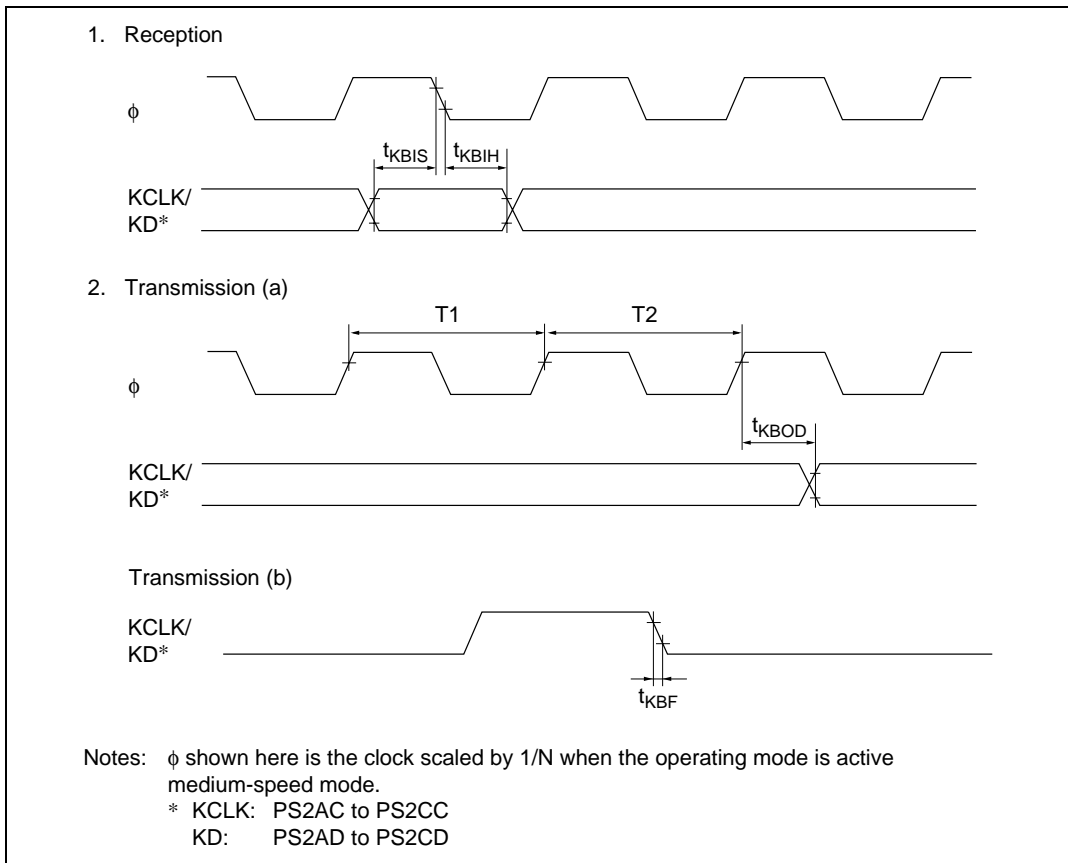 1. Reception
ϕ
tKBIS
tKBIH
KCLK/
KD*
2. Transmission (a)
T1
T2
ϕ
tKBOD
KCLK/
KD*
Transmission (b)
KCLK/
KD*
tKBF
Notes: ϕ shown here is the clock scaled by 1/N when the operating mode is active
medium-speed mode.
* KCLK: PS2AC to PS2CC
KD: PS2AD to PS2CD